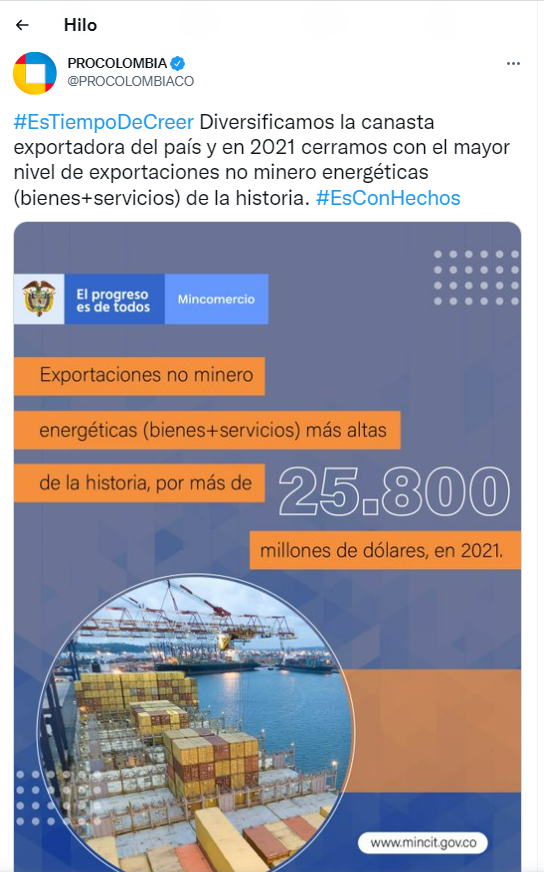 Hilo
PROCOLOMBIA
@PROCOLOMBIACO
#EsTiempoDeCreer Diversificamos la canasta
exportadora del país y en 2021 cerramos con el mayor
nivel de exportaciones no minero energéticas
(bienes+servicios) de la historia. #EsConHechos
El progreso
es de todos
Mincomercio
Exportaciones no minero
energéticas (bienes+servicios) más altas
de la historia, por más de
25.800
millones de dólares, en 2021.
www.mincit.gov.co